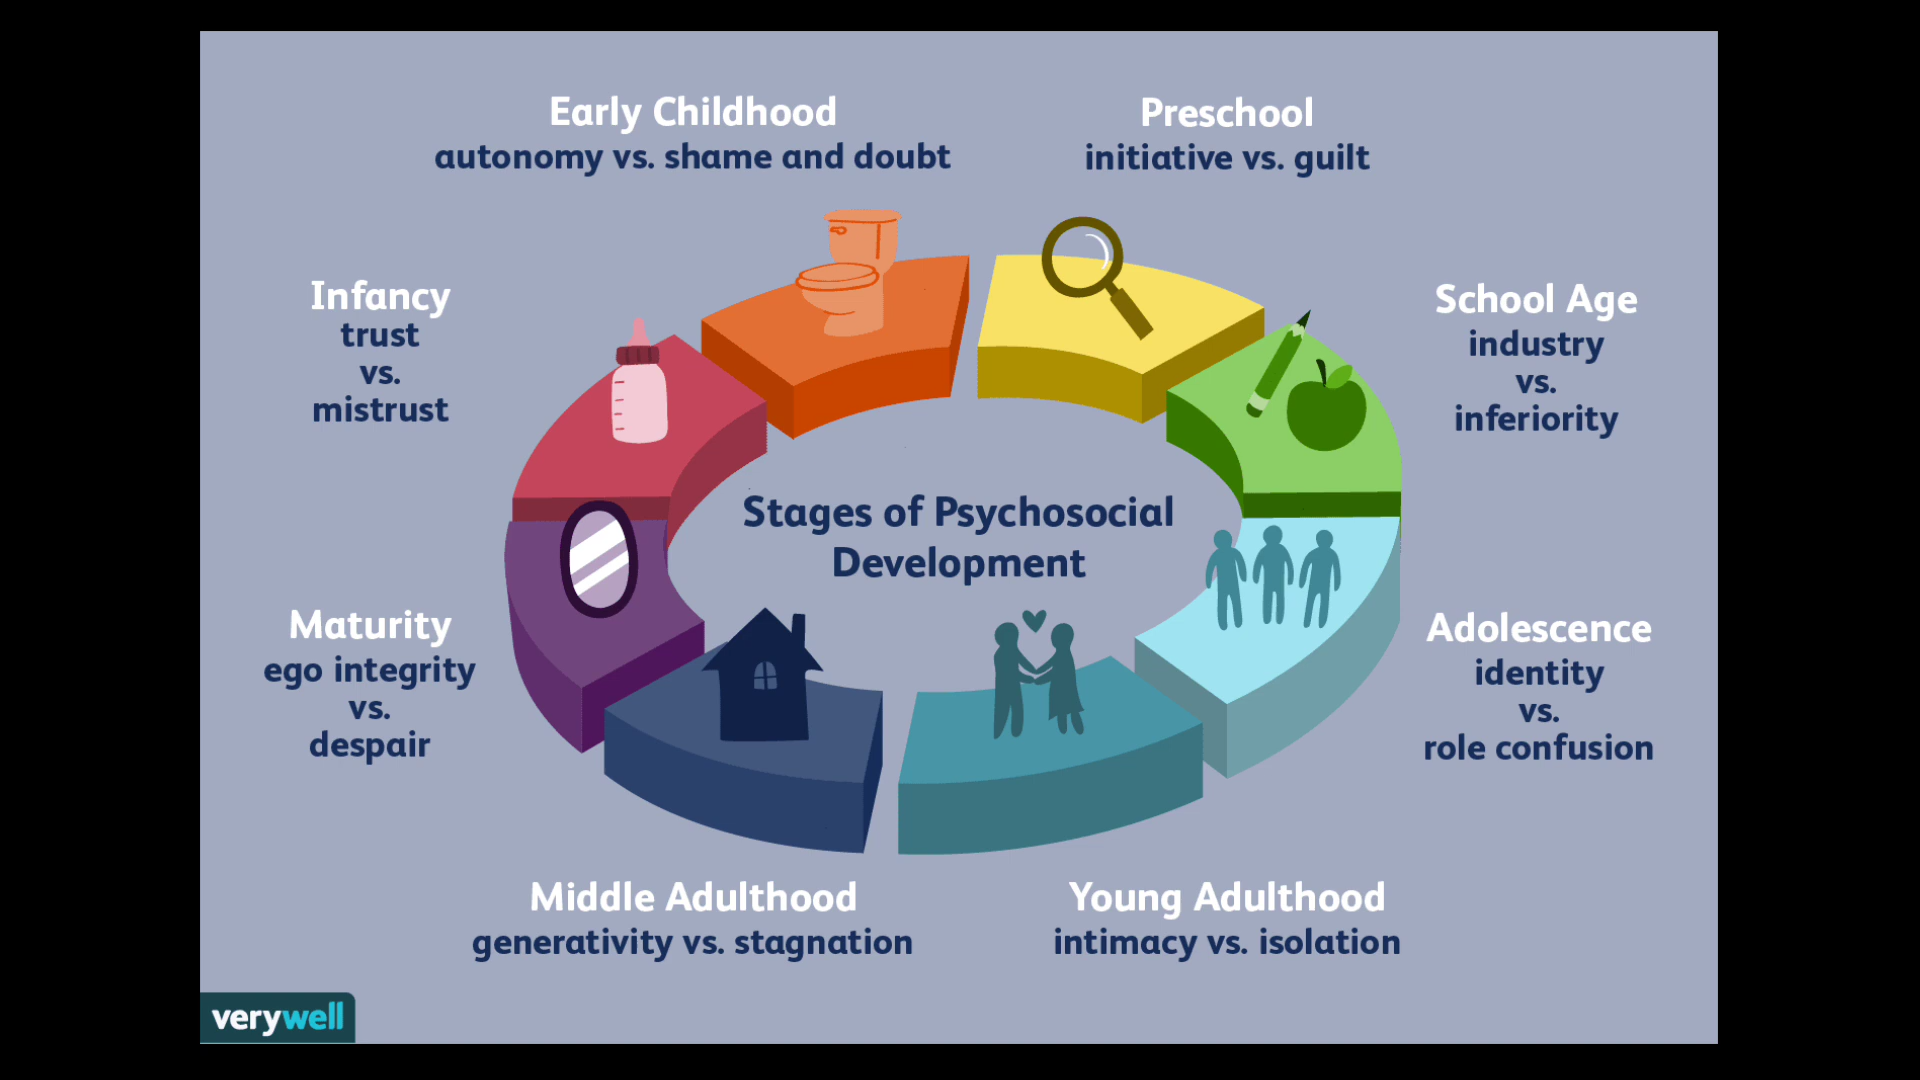 Early Childhood
autonomy vs. shame and doubt
Preschool
initiative vs. guilt
Infancy
trust
vs.
mistrust
School Age
industry
vs.
inferiority
Stages of Psychosocial
Development
Maturity
ego integrity
vs.
despair
Adolescence
identity
vs.
role confusion
Middle Adulthood
generativity vs. stagnation
Young Adulthood
intimacy vs. isolation
verywell